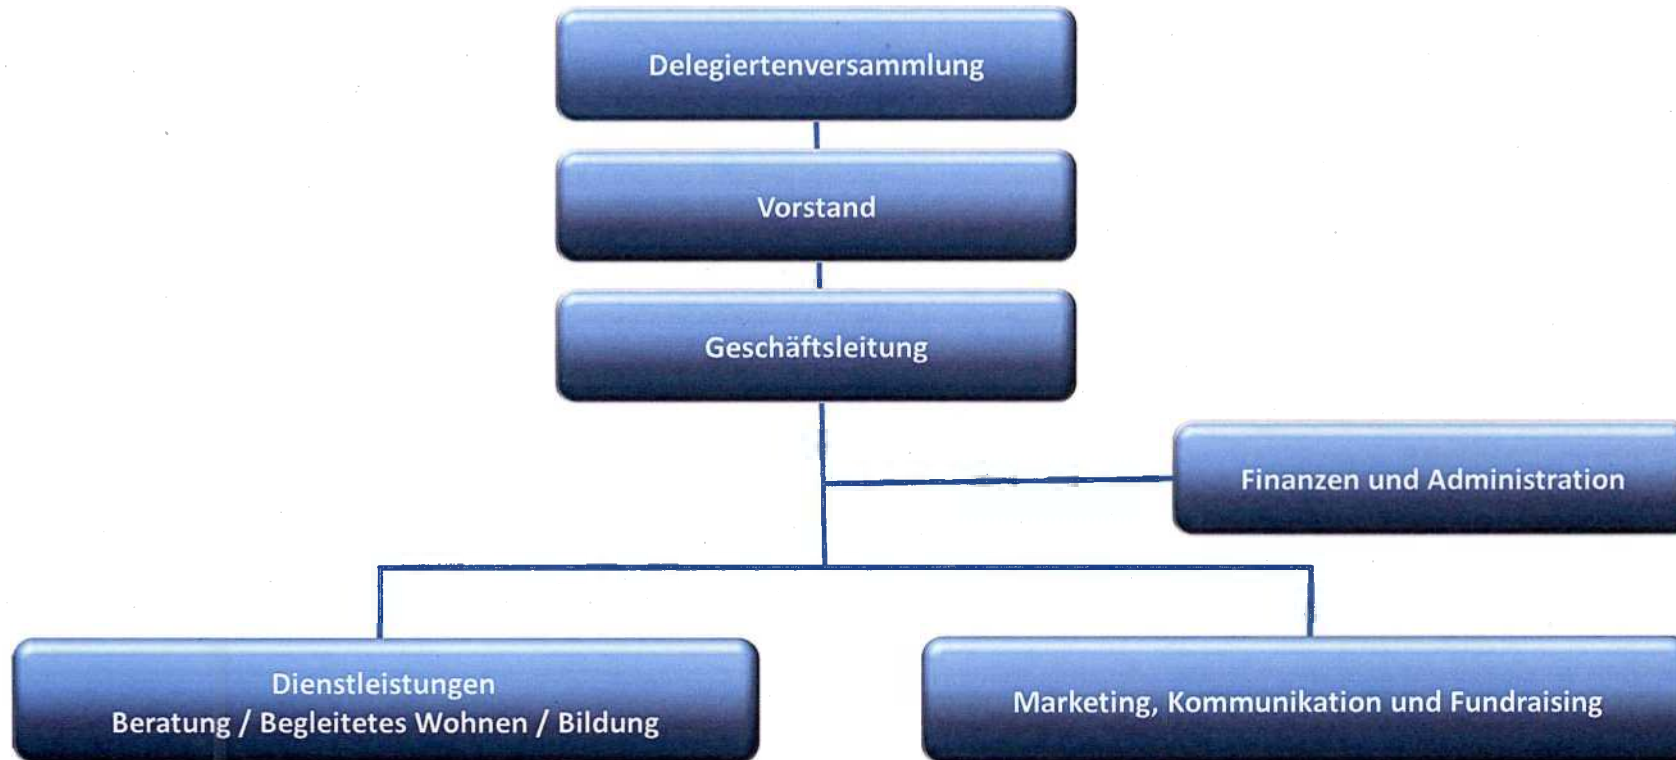 Delegiertenversammlung
Vorstand
Geschäftsleitung
Finanzen und Administration
Dienstleistungen
Beratung / Begleitetes Wohnen / Bildung
Marketing, Kommunikation und Fundraising